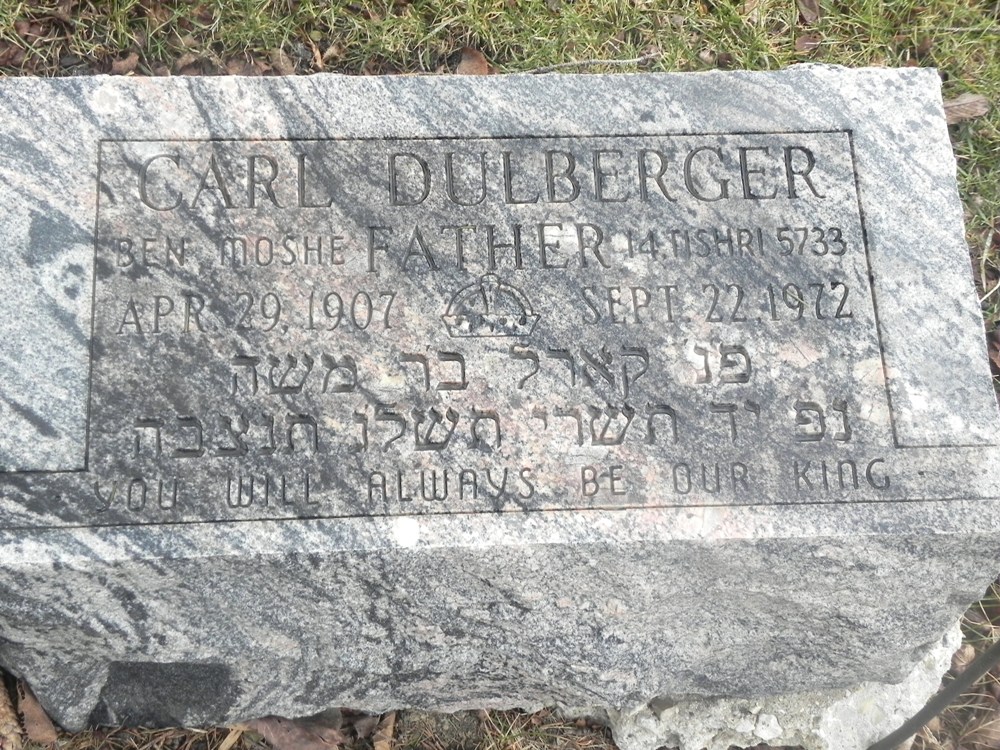 CARL DULBERGER
BEN MOSHE FATHER 14 TISHRI 5733
APR. 29, 1907 SEPT. 22, 1972
פנ קארל בר משה
נפ יד תשרי תשלג תנצבה
YOU WILL ALWAYS BE OUR KING